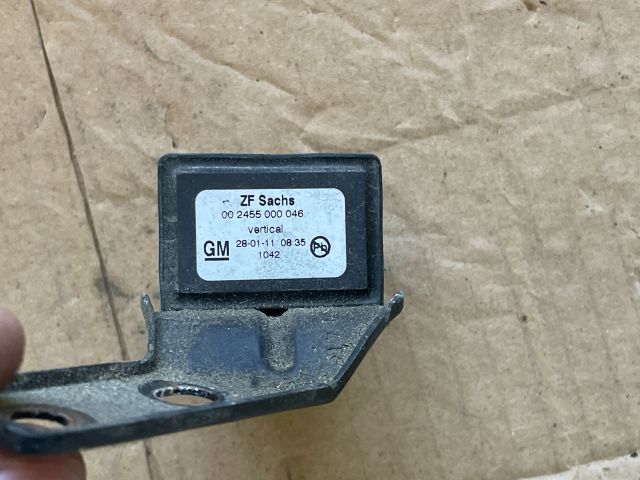 ZF Sachs
00 2455 000 046
vertical
GM 28-01-11 08 35 Pb
1042